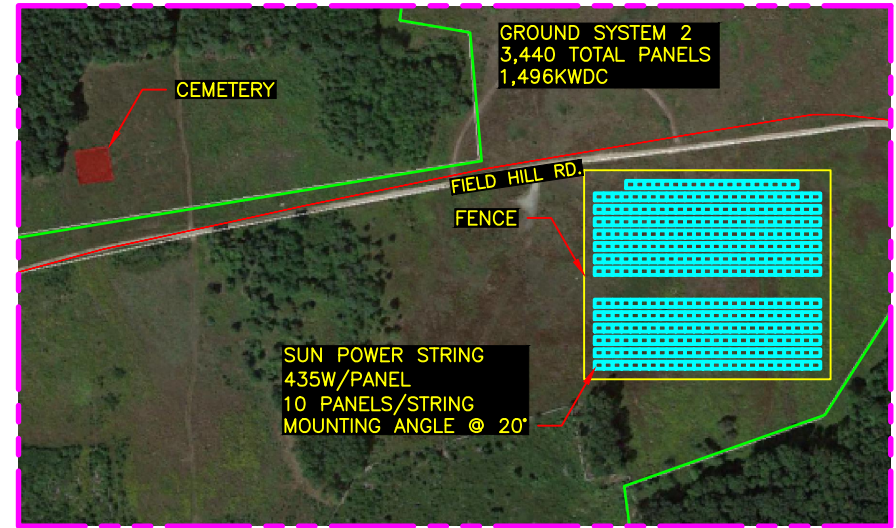 GROUND SYSTEM 2
3,440 TOTAL PANELS
1,496KWDC
CEMETERY
FIELD HILL RD.
FENCE
SUN POWER STRING
435W/PANEL
10 PANELS/STRING
MOUNTING ANGLE @ 20°